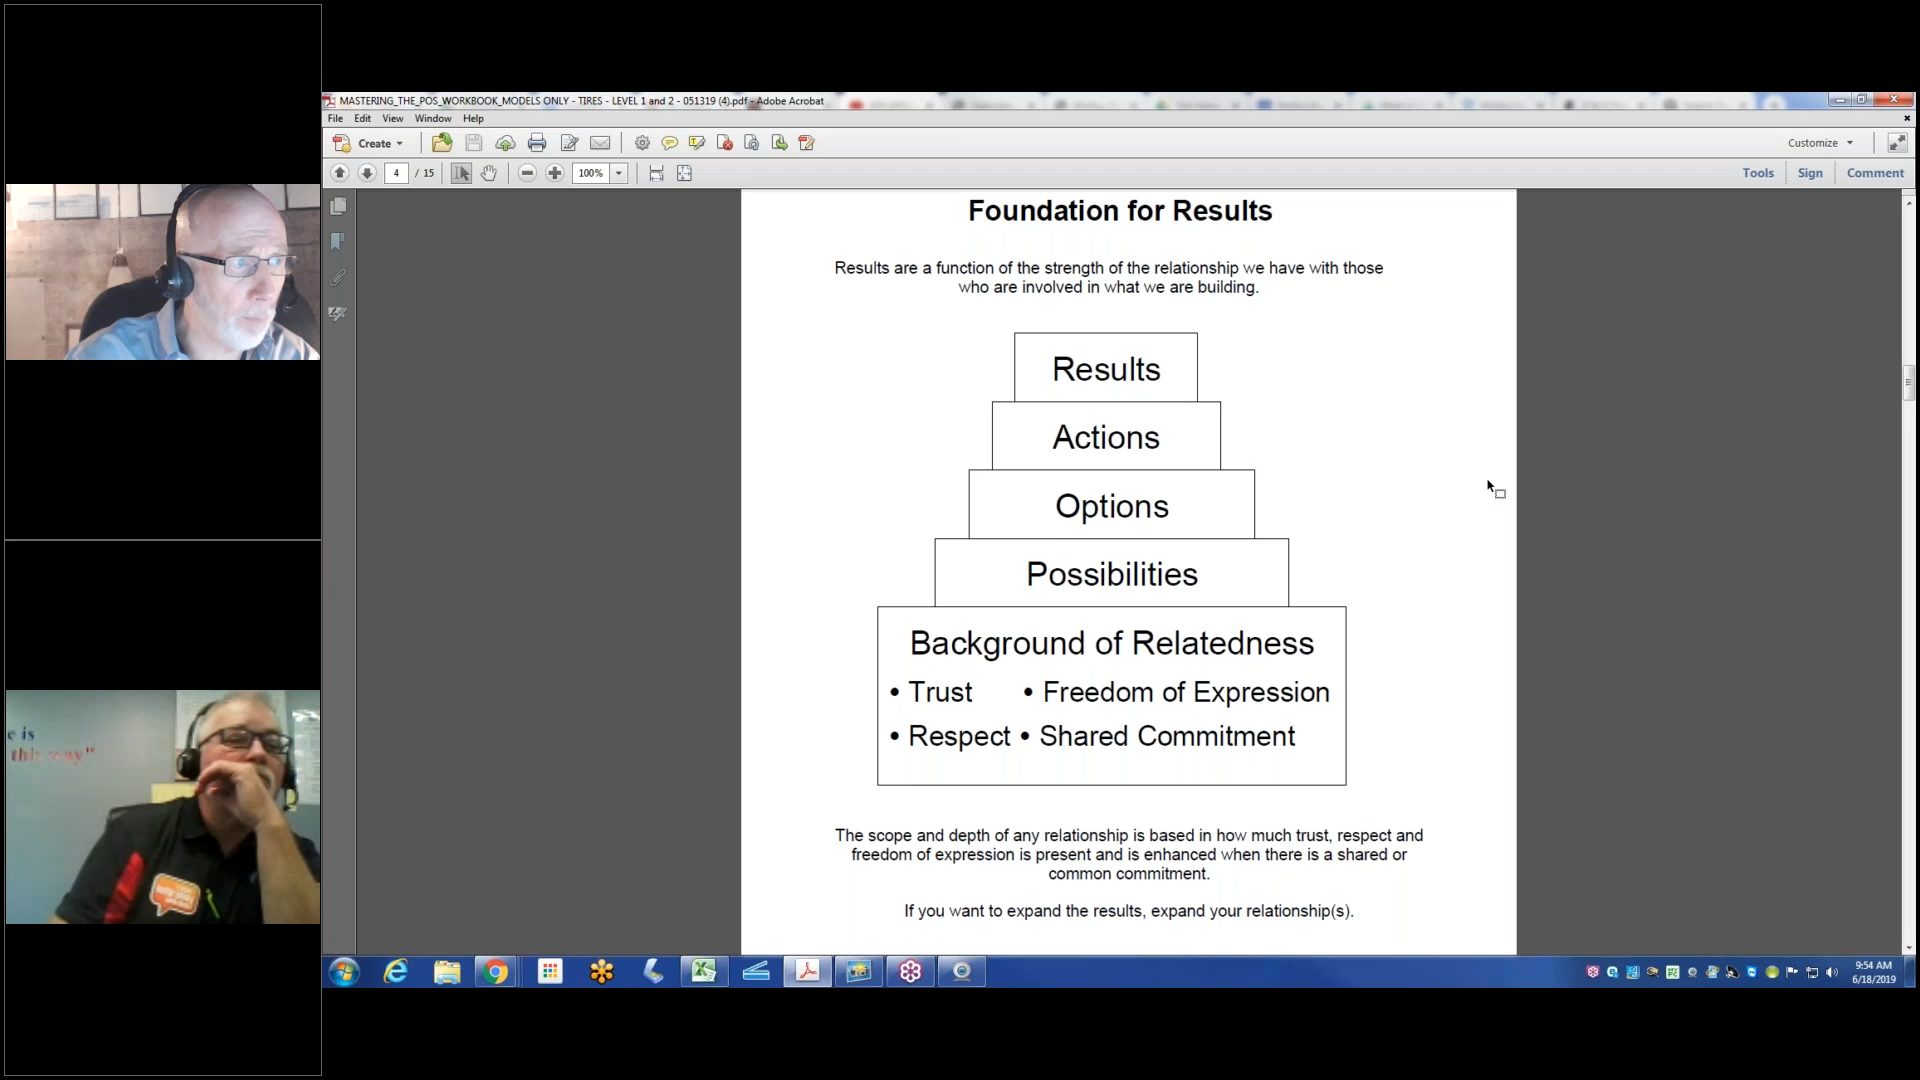 MASTERING_THE_POS_WORKBOOK_MODELS ONLY - TIRES - LEVEL 1 and 2 - 051319 (4).pdf - Adobe Acrobat
File Edit View Window Help
Create Customize
4 / 15 100% Tools Sign Comment
Foundation for Results
Results are a function of the strength of the relationship we have with those
who are involved in what we are building.
Results
Actions
Options
Possibilities
Background of Relatedness
• Trust • Freedom of Expression
• Respect • Shared Commitment
e is
this way"
The scope and depth of any relationship is based in how much trust, respect and
freedom of expression is present and is enhanced when there is a shared or
common commitment.
If you want to expand the results, expand your relationship(s).
9:54 AM
6/18/2019